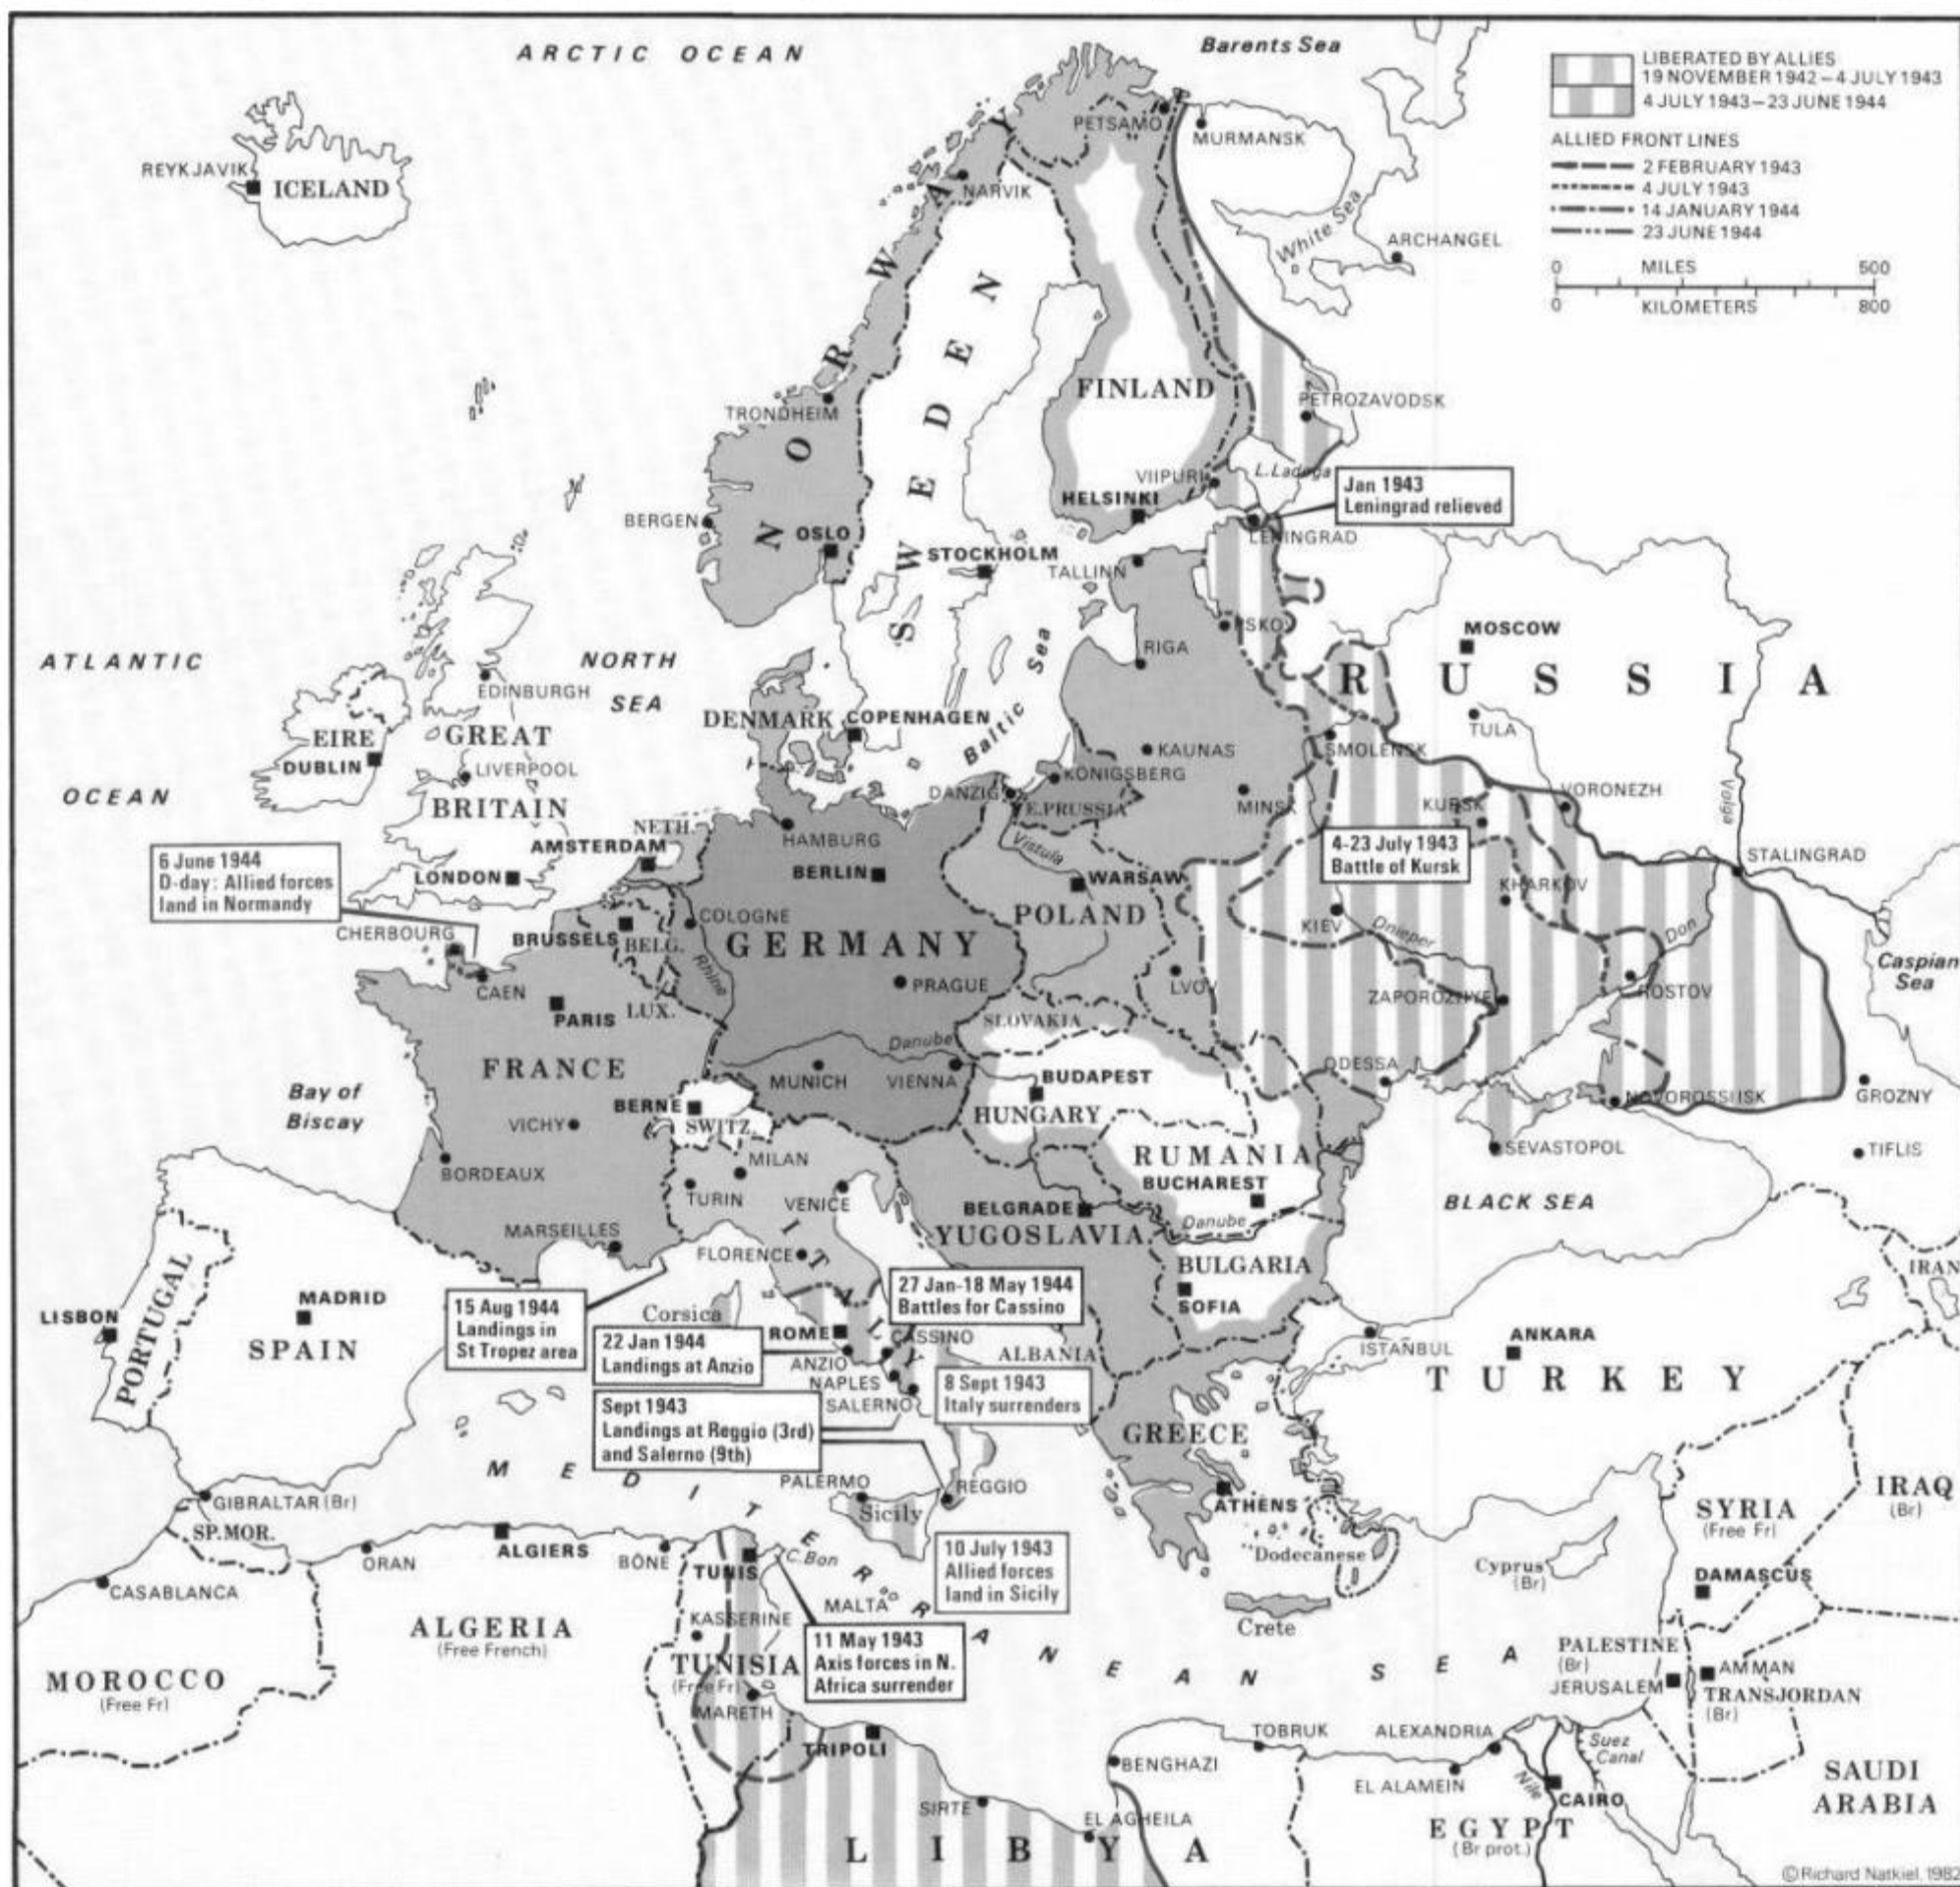 ARCTIC OCEAN
Barents Sea
LIBERATED BY ALLIES
19 NOVEMBER 1942–4 JULY 1943
4 JULY 1943–23 JUNE 1944
ALLIED FRONT LINES
2 FEBRUARY 1943
4 JULY 1943
14 JANUARY 1944
23 JUNE 1944
0 MILES 500
0 KILOMETERS 800
REYKJAVIK
ICELAND
PETSAMO
MURMANSK
NARVIK
White Sea
ARCHANGEL
NORWAY
SWEDEN
FINLAND
TRONDHEIM
PETROZAVODSK
VIIPURI
L.Ladoga
HELSINKI
Jan 1943
Leningrad relieved
LENINGRAD
BERGEN
OSLO
STOCKHOLM
TALLINN
PSKOV
RIGA
MOSCOW
RUSSIA
ATLANTIC
OCEAN
NORTH
SEA
EDINBURGH
Baltic Sea
DENMARK
COPENHAGEN
EIRE
DUBLIN
GREAT
BRITAIN
LIVERPOOL
LONDON
TULA
KAUNAS
SMOLENSK
KÖNIGSBERG
DANZIG
E.PRUSSIA
MINSK
KURSK
VORONEZH
Volga
STALINGRAD
NETH.
AMSTERDAM
HAMBURG
BERLIN
Vistula
WARSAW
POLAND
4-23 July 1943
Battle of Kursk
KHARKOV
6 June 1944
D-day: Allied forces
land in Normandy
CHERBOURG
BRUSSELS
BELG.
COLOGNE
Rhine
GERMANY
KIEV
Dnieper
Don
Caspian
Sea
CAEN
PARIS
LUX.
PRAGUE
LVOV
ZAPOROZHYE
ROSTOV
SLOVAKIA
Danube
FRANCE
MUNICH
VIENNA
BUDAPEST
HUNGARY
ODESSA
NOVOROSSIISK
GROZNY
Bay of
Biscay
VICHY
BERNE
SWITZ.
MILAN
TURIN
VENICE
BORDEAUX
RUMANIA
BUCHAREST
SEVASTOPOL
TIFLIS
BLACK SEA
BELGRADE
YUGOSLAVIA
Danube
BULGARIA
SOFIA
MARSEILLES
FLORENCE
ITALY
IRAN
PORTUGAL
LISBON
MADRID
SPAIN
15 Aug 1944
Landings in
St Tropez area
Corsica
27 Jan-18 May 1944
Battles for Cassino
22 Jan 1944
Landings at Anzio
ROME
CASSINO
ANZIO
NAPLES
SALERNO
ALBANIA
8 Sept 1943
Italy surrenders
Sept 1943
Landings at Reggio (3rd)
and Salerno (9th)
ISTANBUL
ANKARA
TURKEY
GREECE
ATHENS
Dodecanese
Crete
MEDITERRANEAN SEA
PALERMO
Sicily
REGGIO
10 July 1943
Allied forces
land in Sicily
GIBRALTAR (Br)
SP.MOR.
ORAN
ALGIERS
BÔNE
TUNIS
C.Bon
MALTA
CASABLANCA
MOROCCO
(Free Fr)
ALGERIA
(Free French)
KASSERINE
TUNISIA
(Free Fr)
MARETH
11 May 1943
Axis forces in N.
Africa surrender
TRIPOLI
SIRTE
LIBYA
BENGHAZI
EL AGHEILA
TOBRUK
ALEXANDRIA
EL ALAMEIN
Nile
Suez
Canal
CAIRO
EGYPT
(Br prot.)
Cyprus
(Br)
SYRIA
(Free Fr)
DAMASCUS
IRAQ
(Br)
PALESTINE
(Br)
JERUSALEM
AMMAN
TRANSJORDAN
(Br)
SAUDI
ARABIA
© Richard Natkiel, 1982